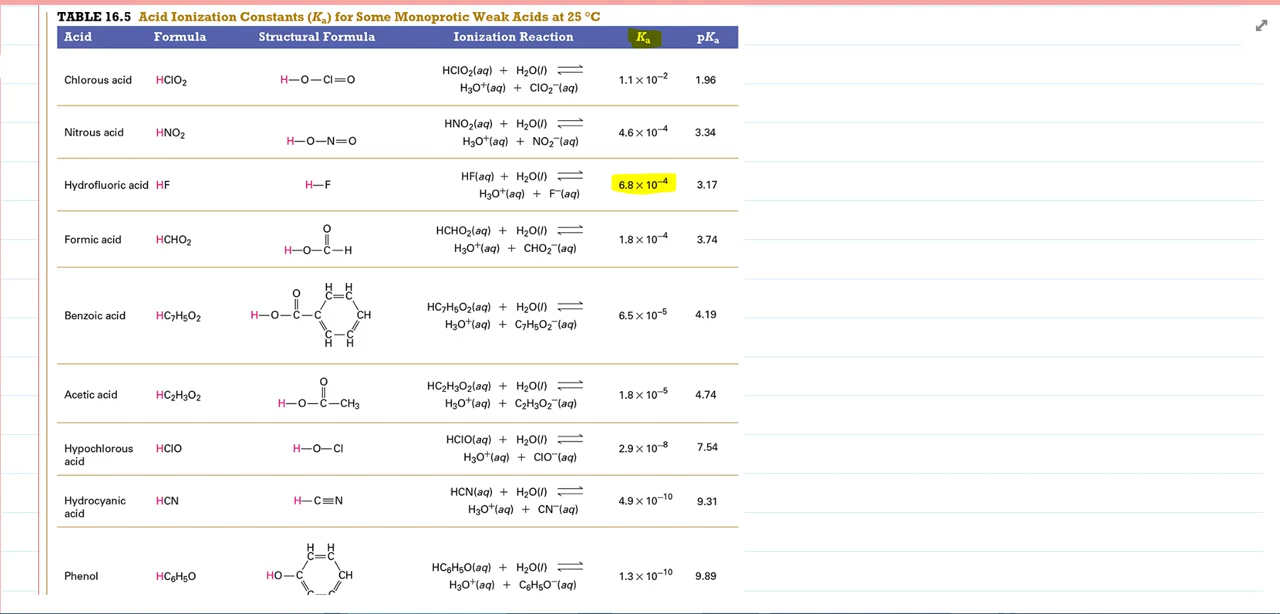 TABLE 16.5 Acid Ionization Constants (Kₐ) for Some Monoprotic Weak Acids at 25 °C
Acid Formula Structural Formula Ionization Reaction Kₐ pKₐ
Chlorous acid HClO₂ H—O—Cl=O HClO₂(aq) + H₂O(l) ⇌ H₃O⁺(aq) + ClO₂⁻(aq) 1.1 × 10⁻² 1.96
Nitrous acid HNO₂ H—O—N=O HNO₂(aq) + H₂O(l) ⇌ H₃O⁺(aq) + NO₂⁻(aq) 4.6 × 10⁻⁴ 3.34
Hydrofluoric acid HF H—F HF(aq) + H₂O(l) ⇌ H₃O⁺(aq) + F⁻(aq) 6.8 × 10⁻⁴ 3.17
O
Formic acid HCHO₂ H—O—C—H HCHO₂(aq) + H₂O(l) ⇌ H₃O⁺(aq) + CHO₂⁻(aq) 1.8 × 10⁻⁴ 3.74
H H
O C=C
Benzoic acid HC₇H₅O₂ H—O—C—C CH HC₇H₅O₂(aq) + H₂O(l) ⇌ H₃O⁺(aq) + C₇H₅O₂⁻(aq) 6.5 × 10⁻⁵ 4.19
C—C
H H
O
Acetic acid HC₂H₃O₂ H—O—C—CH₃ HC₂H₃O₂(aq) + H₂O(l) ⇌ H₃O⁺(aq) + C₂H₃O₂⁻(aq) 1.8 × 10⁻⁵ 4.74
Hypochlorous acid HClO H—O—Cl HClO(aq) + H₂O(l) ⇌ H₃O⁺(aq) + ClO⁻(aq) 2.9 × 10⁻⁸ 7.54
Hydrocyanic acid HCN H—C≡N HCN(aq) + H₂O(l) ⇌ H₃O⁺(aq) + CN⁻(aq) 4.9 × 10⁻¹⁰ 9.31
H H
C=C
Phenol HC₆H₅O HO—C CH HC₆H₅O(aq) + H₂O(l) ⇌ H₃O⁺(aq) + C₆H₅O⁻(aq) 1.3 × 10⁻¹⁰ 9.89